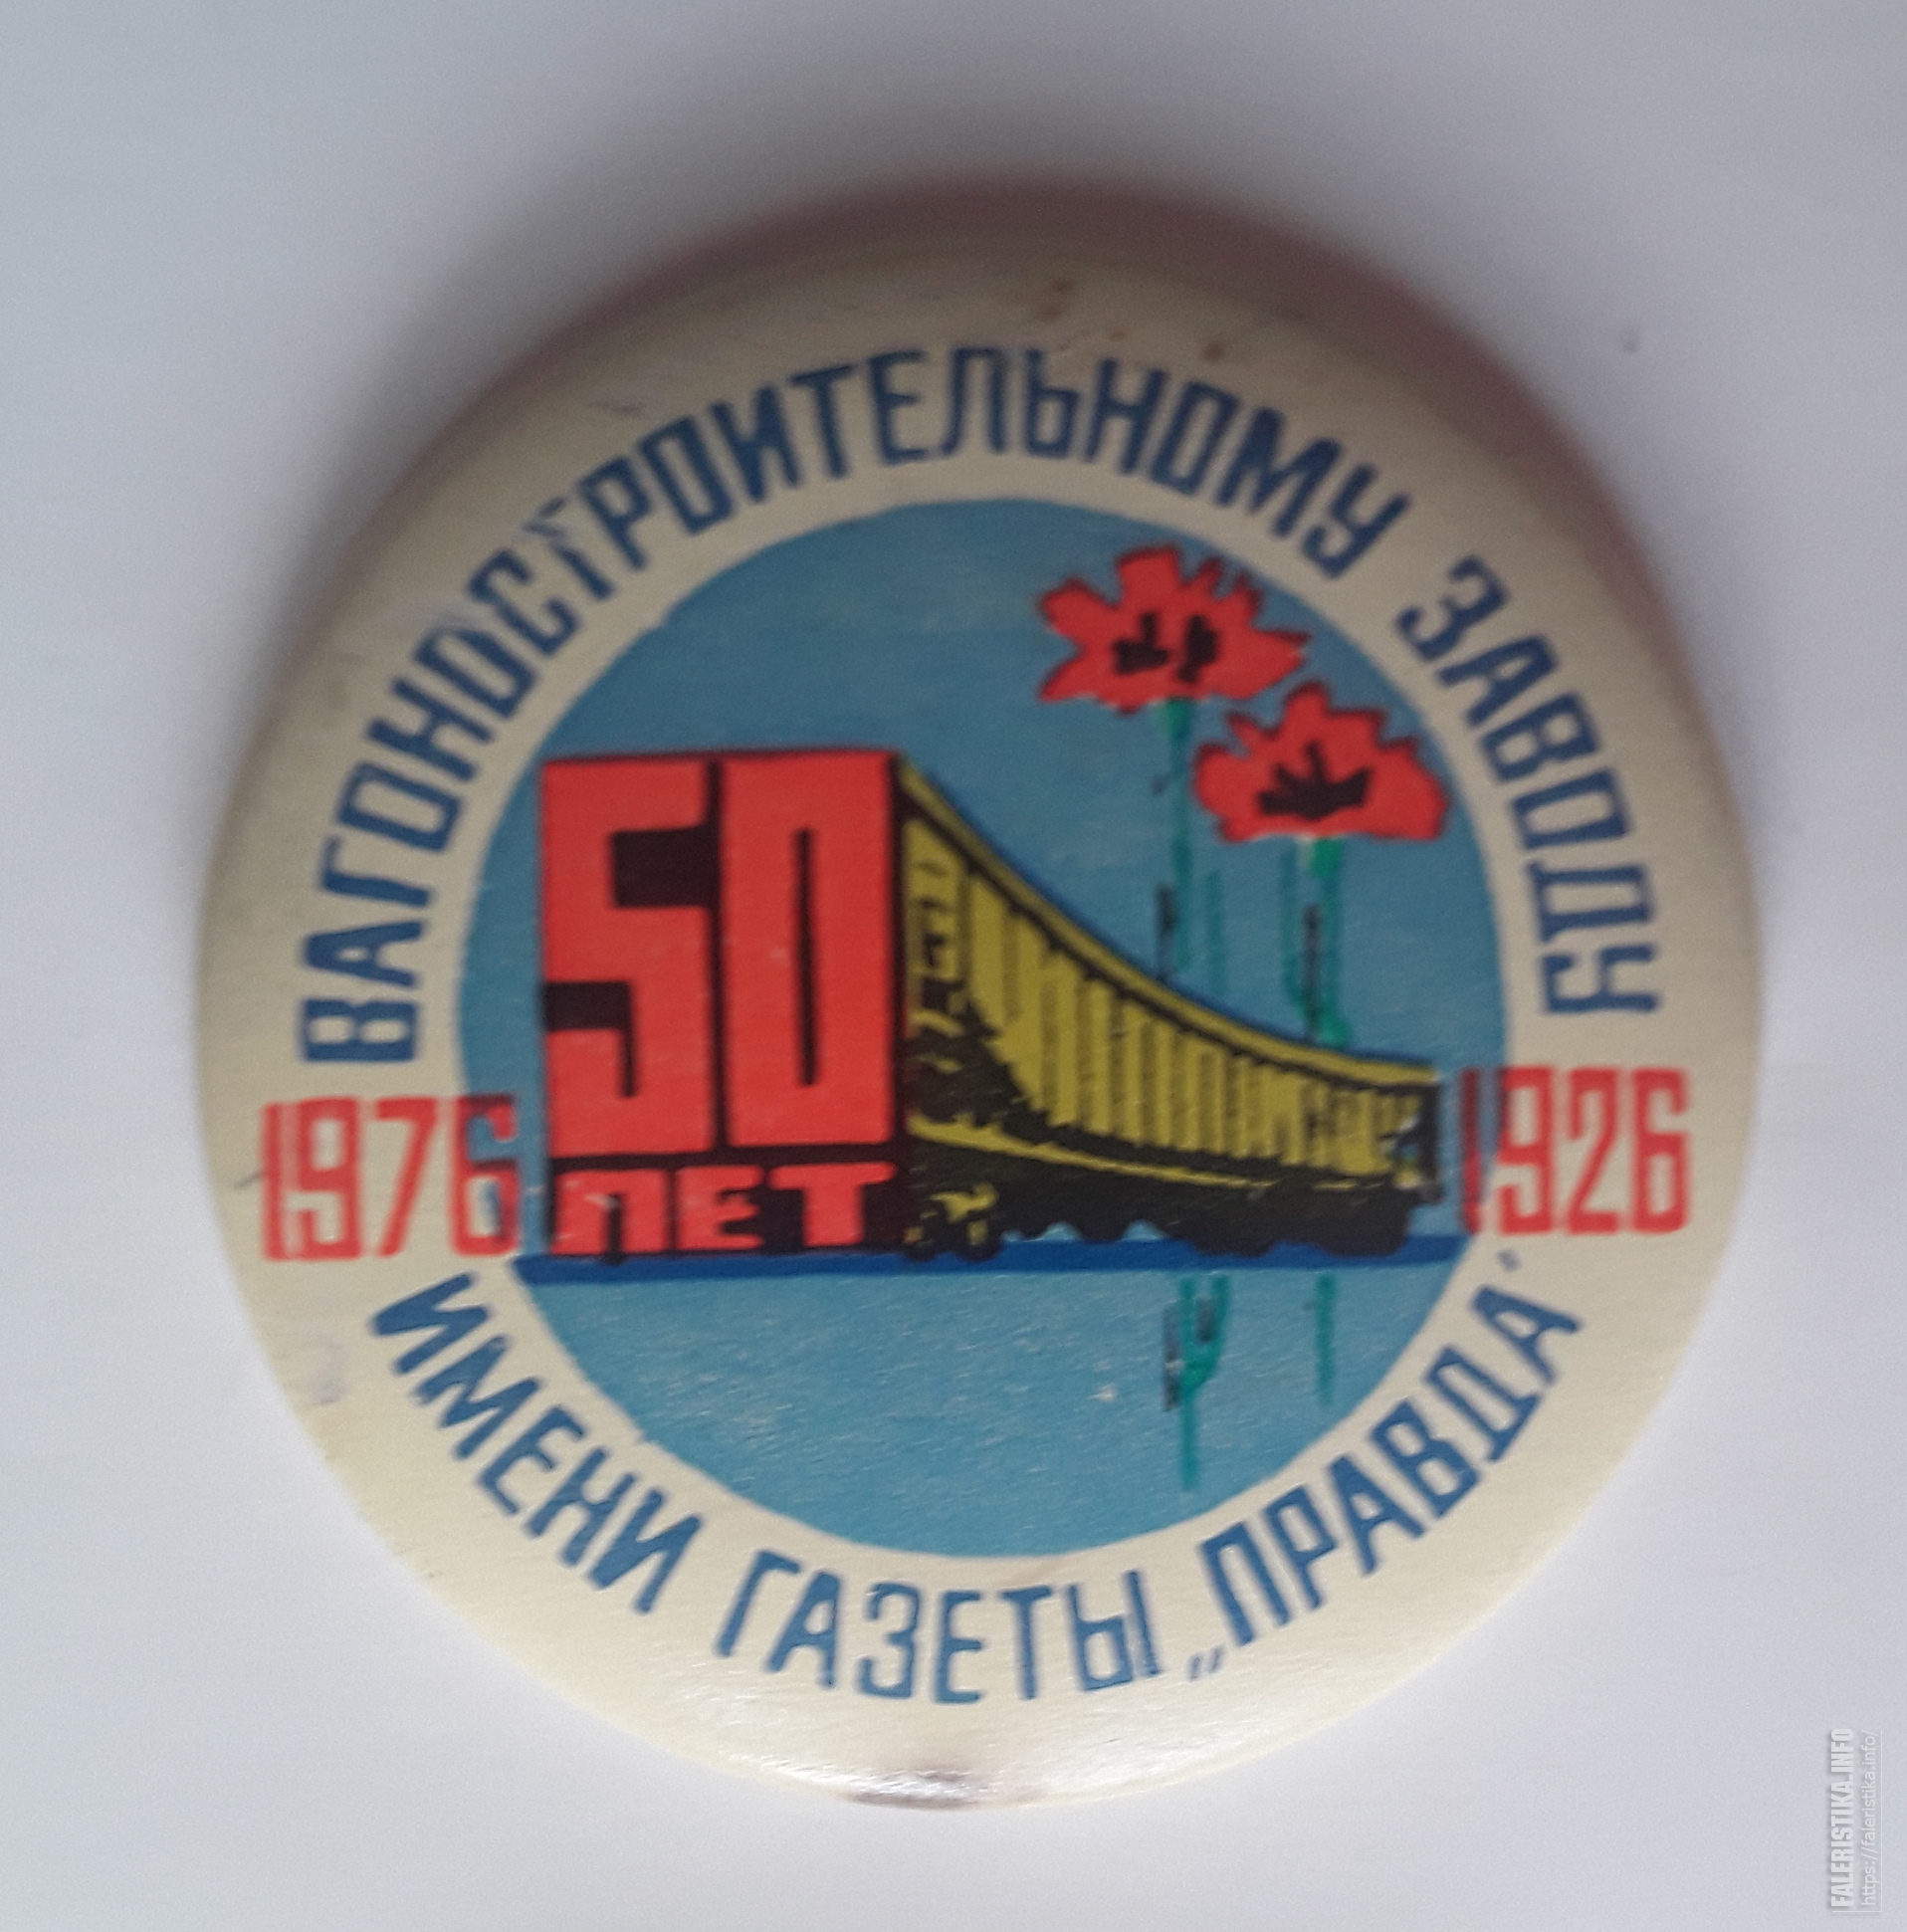 ВАГОНОСТРОИТЕЛЬНОМУ ЗАВОДУ
50
ЛЕТ
1976
1926
ИМЕНИ ГАЗЕТЫ „ПРАВДА"
FALERISTIKA.INFO
https://faleristika.info/